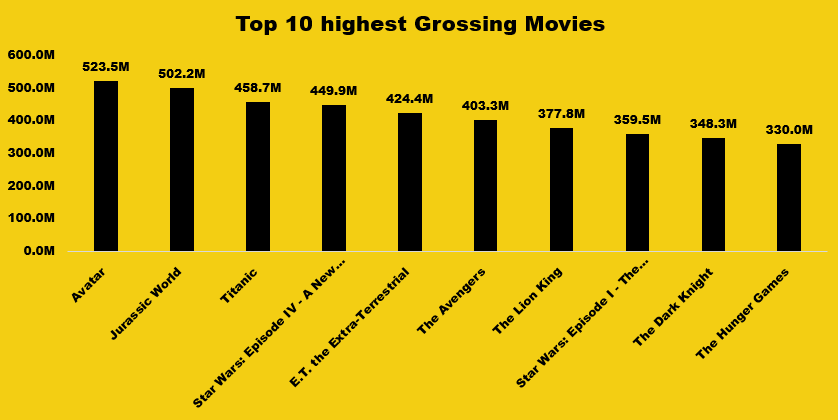 Top 10 highest Grossing Movies
600.0M
500.0M
400.0M
300.0M
200.0M
100.0M
0.0M
523.5M
502.2M
458.7M
449.9M
424.4M
403.3M
377.8M
359.5M
348.3M
330.0M
Avatar
Jurassic World
Titanic
Star Wars: Episode IV - A New...
E.T. the Extra-Terrestrial
The Avengers
The Lion King
Star Wars: Episode I - The...
The Dark Knight
The Hunger Games